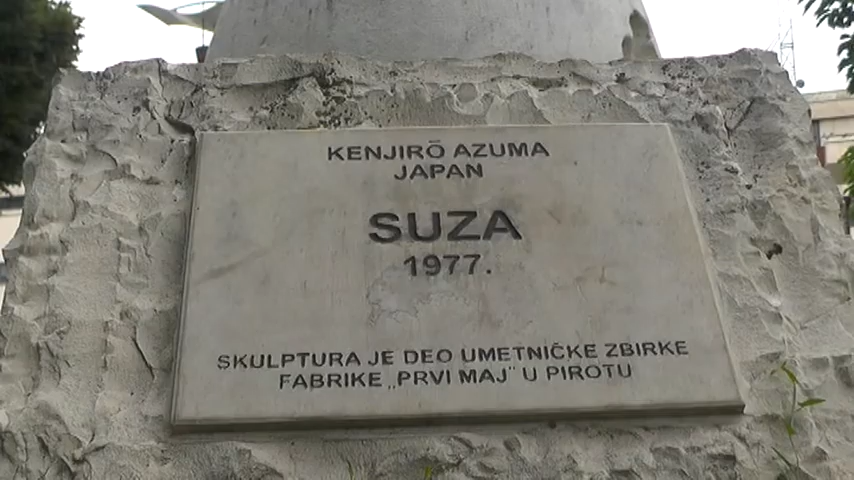 KENJIRŌ AZUMA
JAPAN
SUZA
1977.
SKULPTURA JE DEO UMETNIČKE ZBIRKE
FABRIKE „PRVI MAJ“ U PIROTU